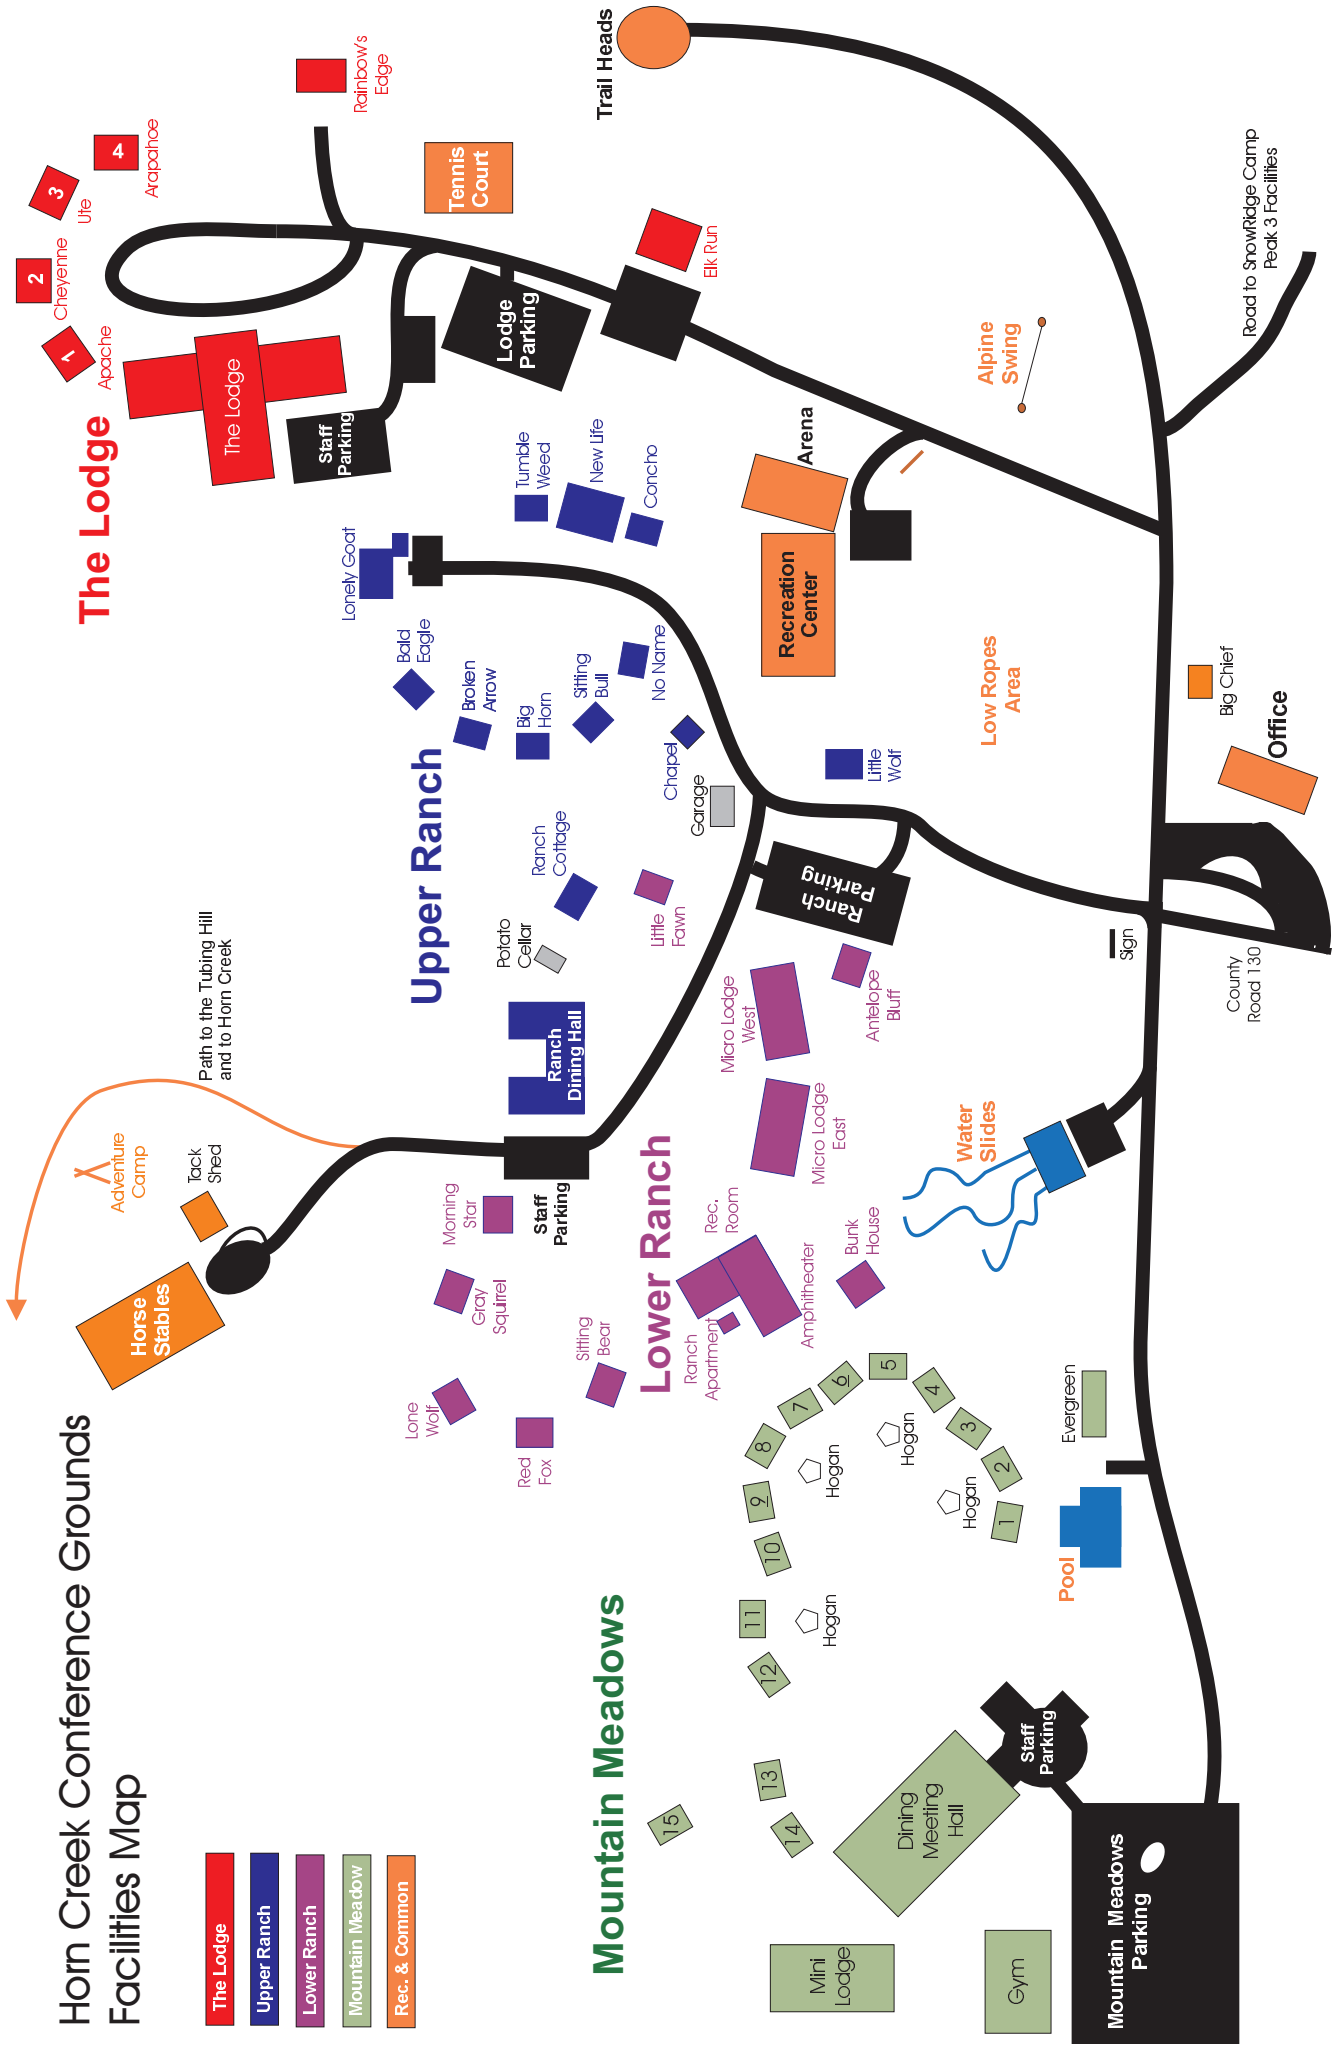 Horn Creek Conference Grounds
Facilities Map
The Lodge
Upper Ranch
Lower Ranch
Mountain Meadow
Rec. & Common
Path to the Tubing Hill
and to Horn Creek
Adventure
Camp
Tack
Shed
Horse
Stables
The Lodge
1
Apache
2
Cheyenne
3
Ute
4
Arapahoe
Rainbow's
Edge
The Lodge
Staff
Parking
Lodge
Parking
Tennis
Court
Elk Run
Trail Heads
Upper Ranch
Lonely Goat
Bald
Eagle
Broken
Arrow
Big
Horn
Sitting
Bull
No Name
Tumble
Weed
New Life
Concho
Chapel
Garage
Ranch
Cottage
Potato
Cellar
Little
Fawn
Ranch
Dining Hall
Little
Wolf
Ranch
Parking
Arena
Recreation
Center
Alpine
Swing
Low Ropes
Area
Road to SnowRidge Camp
Peak 3 Facilities
Big Chief
Office
Sign
County
Road 130
Lower Ranch
Staff
Parking
Morning
Star
Gray
Squirrel
Lone
Wolf
Red
Fox
Sitting
Bear
Micro Lodge
West
Micro Lodge
East
Antelope
Bluff
Rec.
Room
Ranch
Apartment
Amphitheater
Bunk
House
Water
Slides
Mountain Meadows
15
14
13
12
11
10
9
8
7
6
5
4
3
2
1
Hogan
Hogan
Hogan
Hogan
Evergreen
Pool
Staff
Parking
Dining
Meeting
Hall
Mini
Lodge
Gym
Mountain Meadows
Parking